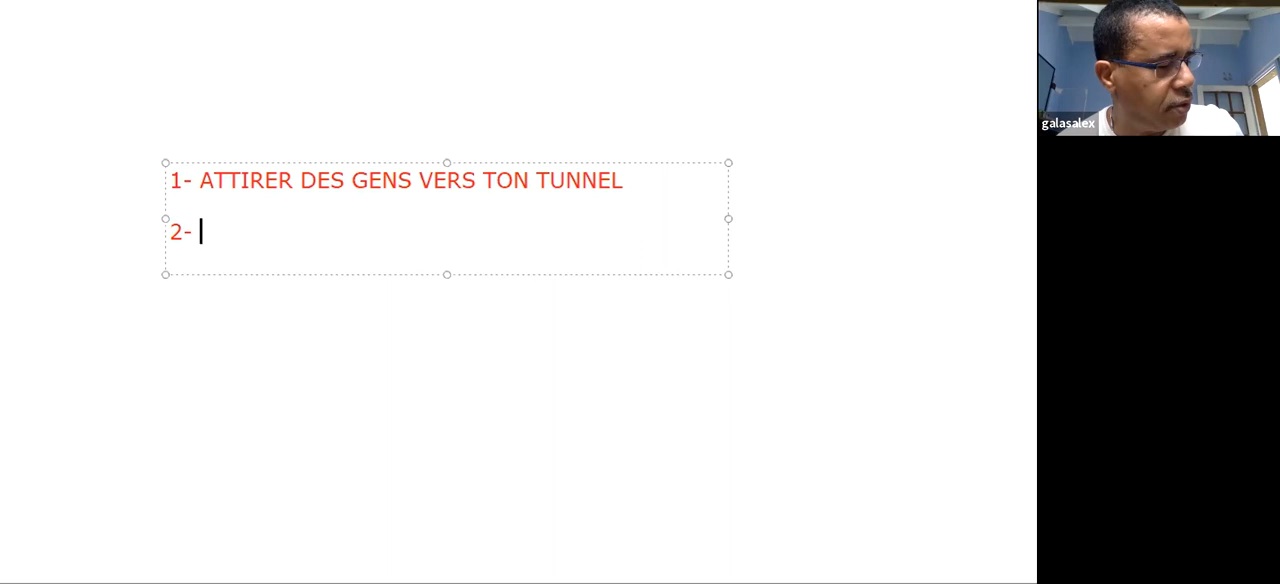 1- ATTIRER DES GENS VERS TON TUNNEL
2-
galasalex